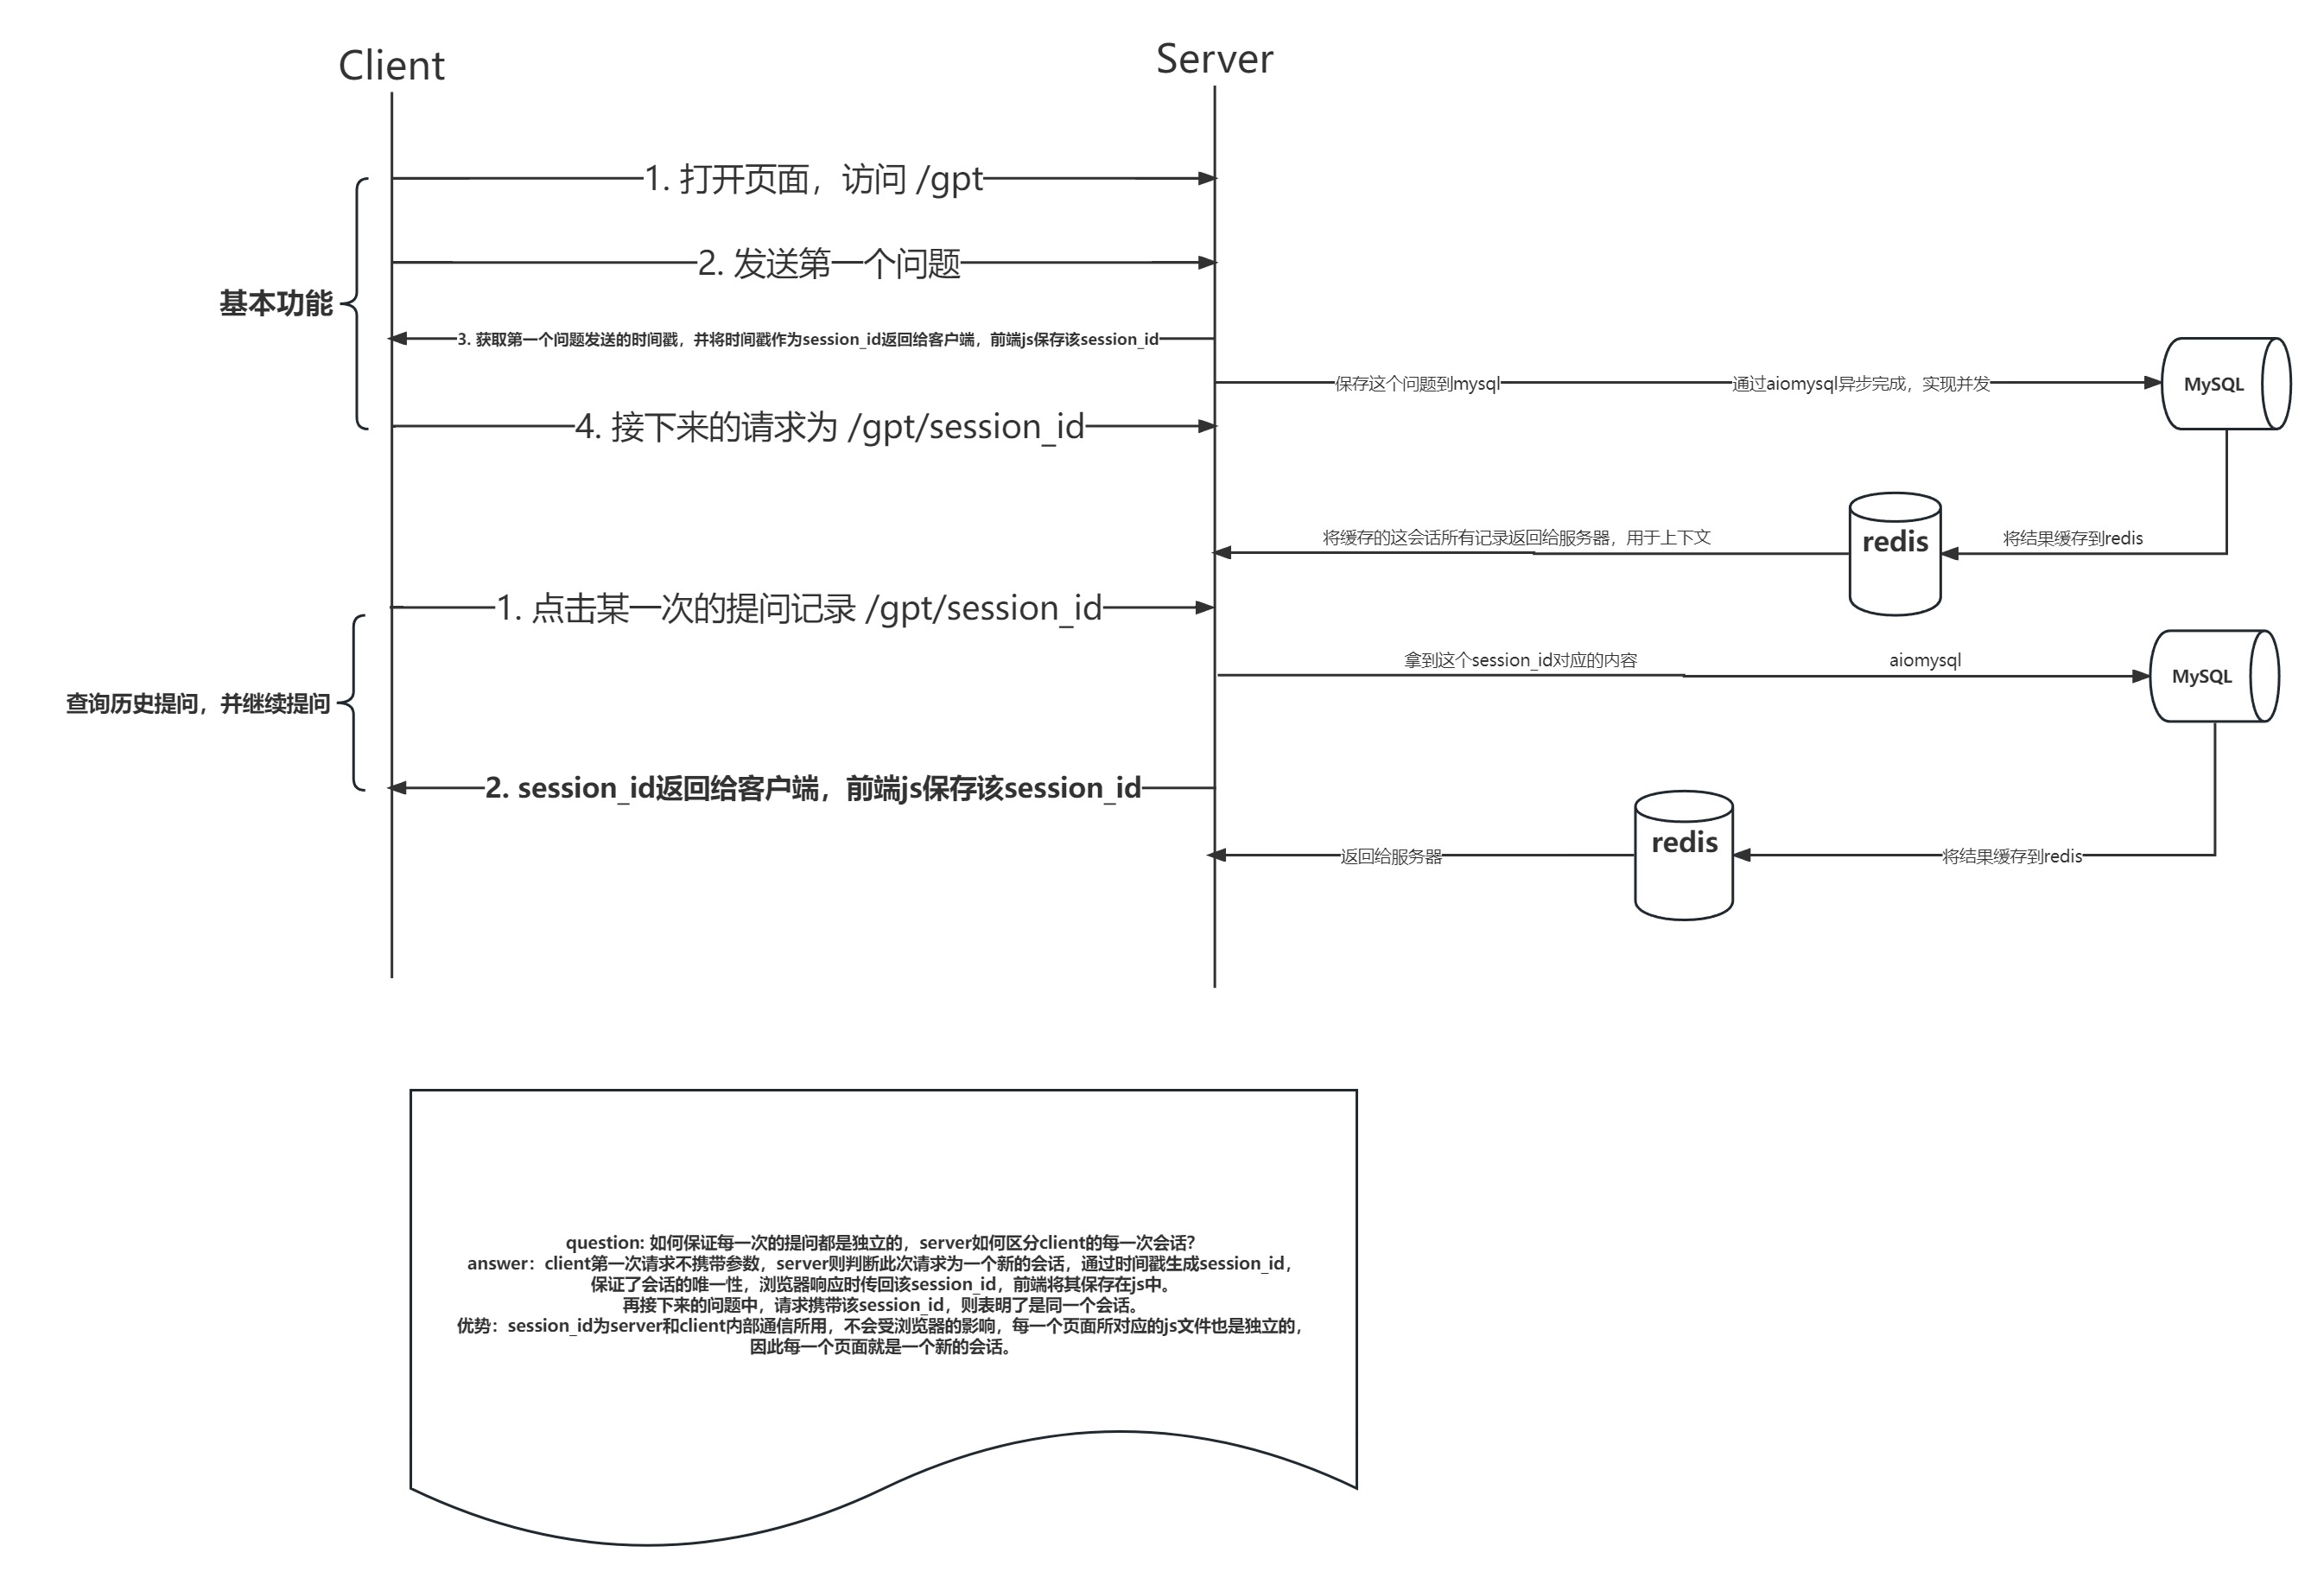 Client
Server
1. 打开页面，访问 /gpt
2. 发送第一个问题
基本功能
3. 获取第一个问题发送的时间戳，并将时间戳作为session_id返回给客户端，前端js保存该session_id
保存这个问题到mysql
通过aiomysql异步完成，实现并发
MySQL
4. 接下来的请求为 /gpt/session_id
将缓存的这会话所有记录返回给服务器，用于上下文
redis
将结果缓存到redis
1. 点击某一次的提问记录 /gpt/session_id
拿到这个session_id对应的内容
aiomysql
MySQL
查询历史提问，并继续提问
2. session_id返回给客户端，前端js保存该session_id
返回给服务器
redis
将结果缓存到redis
question: 如何保证每一次的提问都是独立的，server如何区分client的每一次会话？
answer：client第一次请求不携带参数，server则判断此次请求为一个新的会话，通过时间戳生成session_id，
保证了会话的唯一性，浏览器响应时传回该session_id，前端将其保存在js中。
再接下来的问题中，请求携带该session_id，则表明了是同一个会话。
优势：session_id为server和client内部通信所用，不会受浏览器的影响，每一个页面所对应的js文件也是独立的，
因此每一个页面就是一个新的会话。